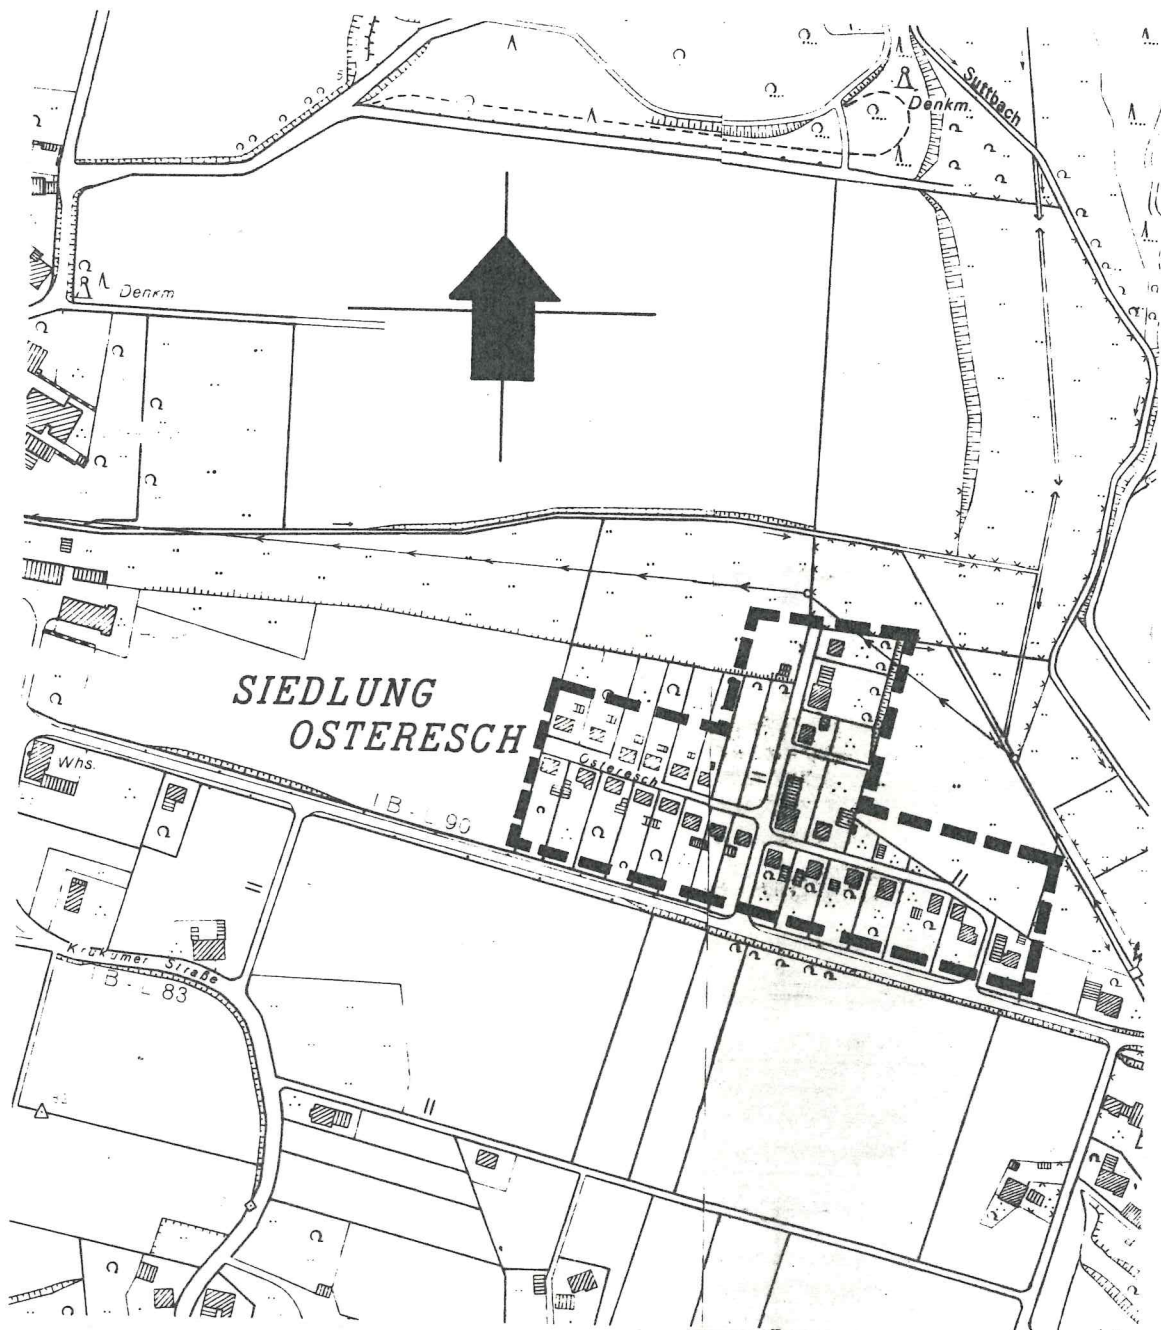 Suttbach
Denkm.
Denkm
SIEDLUNG
OSTERESCH
Osteresch
Whs.
L 90
Krukumer Straße
L 83